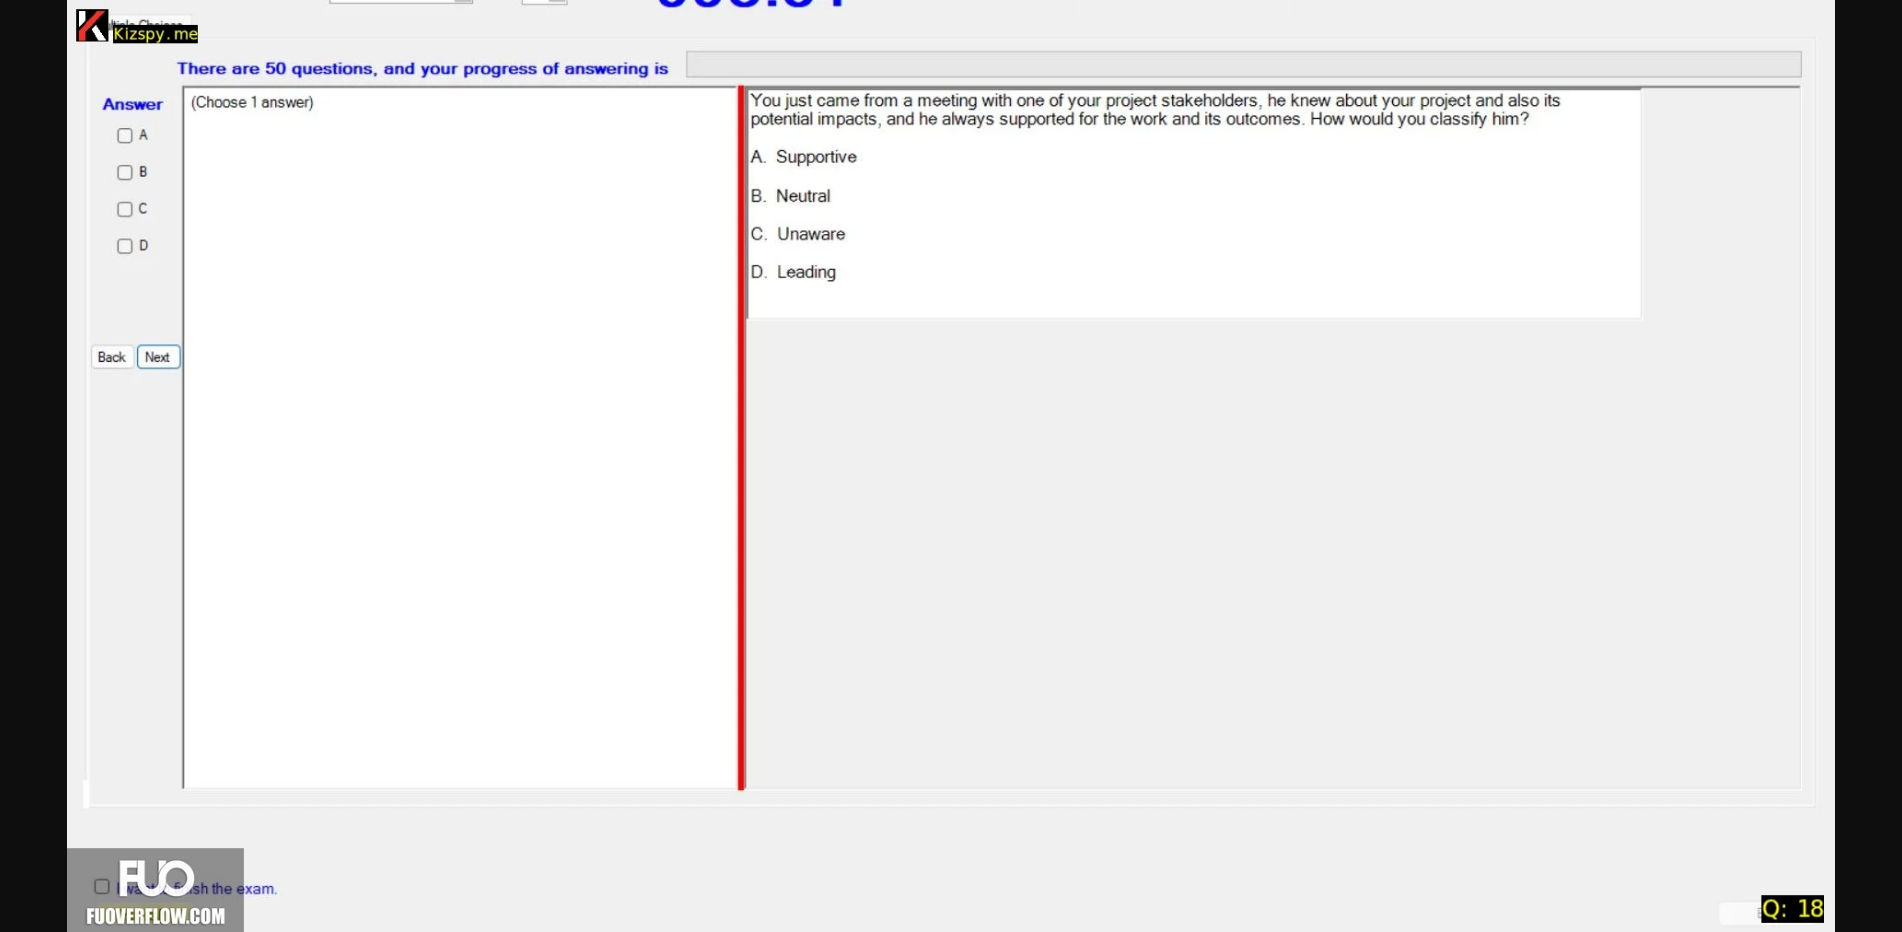 Kizspy.me
There are 50 questions, and your progress of answering is
Answer
(Choose 1 answer)
A
B
C
D
Back Next
You just came from a meeting with one of your project stakeholders, he knew about your project and also its
potential impacts, and he always supported for the work and its outcomes. How would you classify him?
A. Supportive
B. Neutral
C. Unaware
D. Leading
FUO
the exam.
FUOVERFLOW.COM
Q: 18